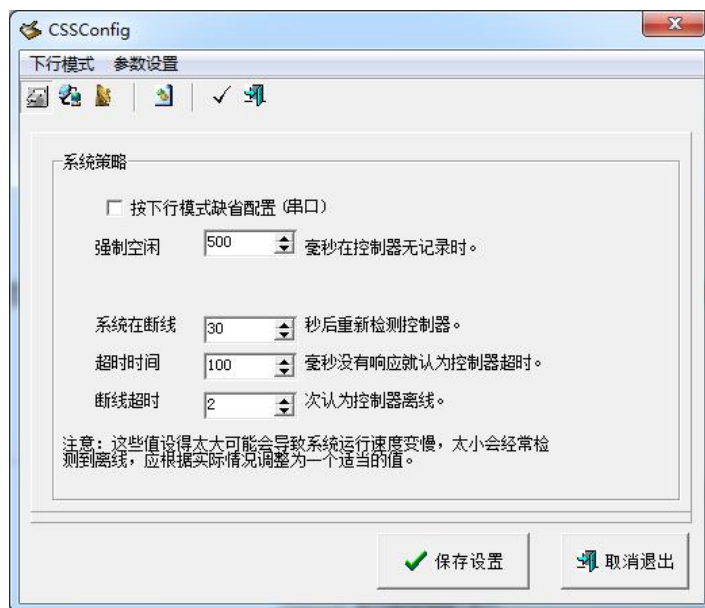 CSSConfig
下行模式 参数设置
系统策略
按下行模式缺省配置 (串口)
强制空闲 500 毫秒在控制器无记录时。
系统在断线 30 秒后重新检测控制器。
超时时间 100 毫秒没有响应就认为控制器超时。
断线超时 2 次认为控制器离线。
注意：这些值设得太大可能会导致系统运行速度变慢，太小会经常检
测到离线，应根据实际情况调整为一个适当的值。
保存设置 取消退出